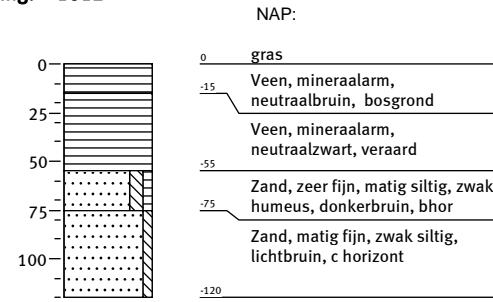 NAP:
0
25
50
75
100
0 gras
-15 Veen, mineraalarm,
neutraalbruin, bosgrond
Veen, mineraalarm,
neutraalzwart, veraard
-55
Zand, zeer fijn, matig siltig, zwak
-75 humeus, donkerbruin, bhor
Zand, matig fijn, zwak siltig,
lichtbruin, c horizont
-120